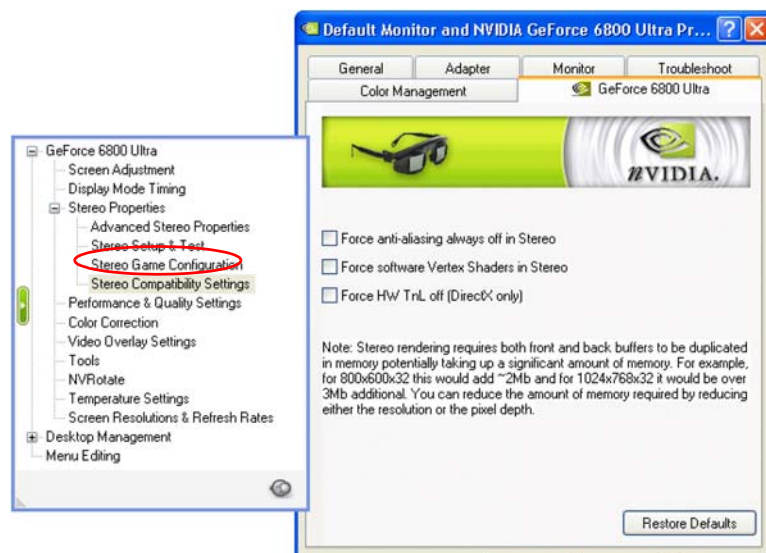 Default Monitor and NVIDIA GeForce 6800 Ultra Pr...
General Adapter Monitor Troubleshoot
Color Management GeForce 6800 Ultra
NVIDIA.
GeForce 6800 Ultra
Screen Adjustment
Display Mode Timing
Stereo Properties
Advanced Stereo Properties
Stereo Setup & Test
Stereo Game Configuration
Stereo Compatibility Settings
Performance & Quality Settings
Color Correction
Video Overlay Settings
Tools
NVRotate
Temperature Settings
Screen Resolutions & Refresh Rates
Desktop Management
Menu Editing
Force anti-aliasing always off in Stereo
Force software Vertex Shaders in Stereo
Force HW TnL off (DirectX only)
Note: Stereo rendering requires both front and back buffers to be duplicated
in memory potentially taking up a significant amount of memory. For example,
for 800x600x32 this would add ~2Mb and for 1024x768x32 it would be over
3Mb additional. You can reduce the amount of memory required by reducing
either the resolution or the pixel depth.
Restore Defaults